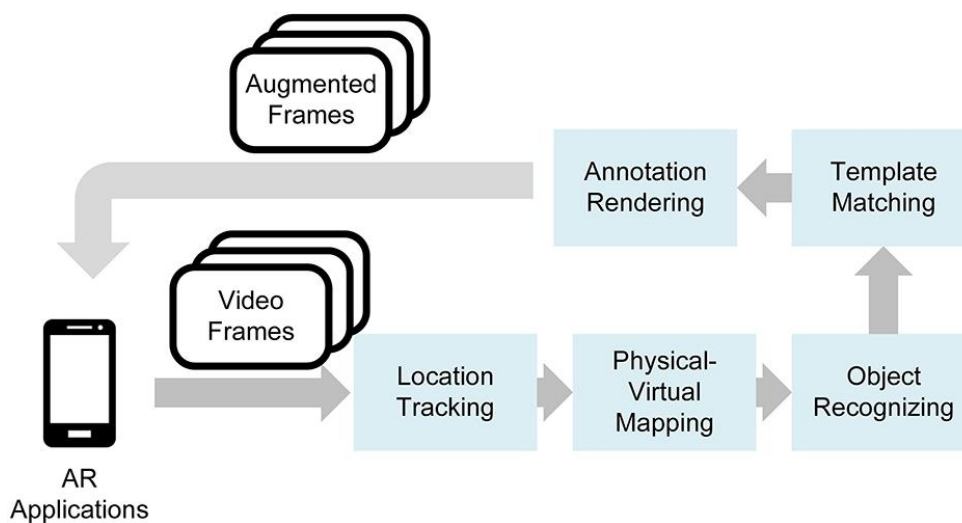 Augmented
Frames
Annotation
Rendering
Template
Matching
Video
Frames
Location
Tracking
Physical-
Virtual
Mapping
Object
Recognizing
AR
Applications